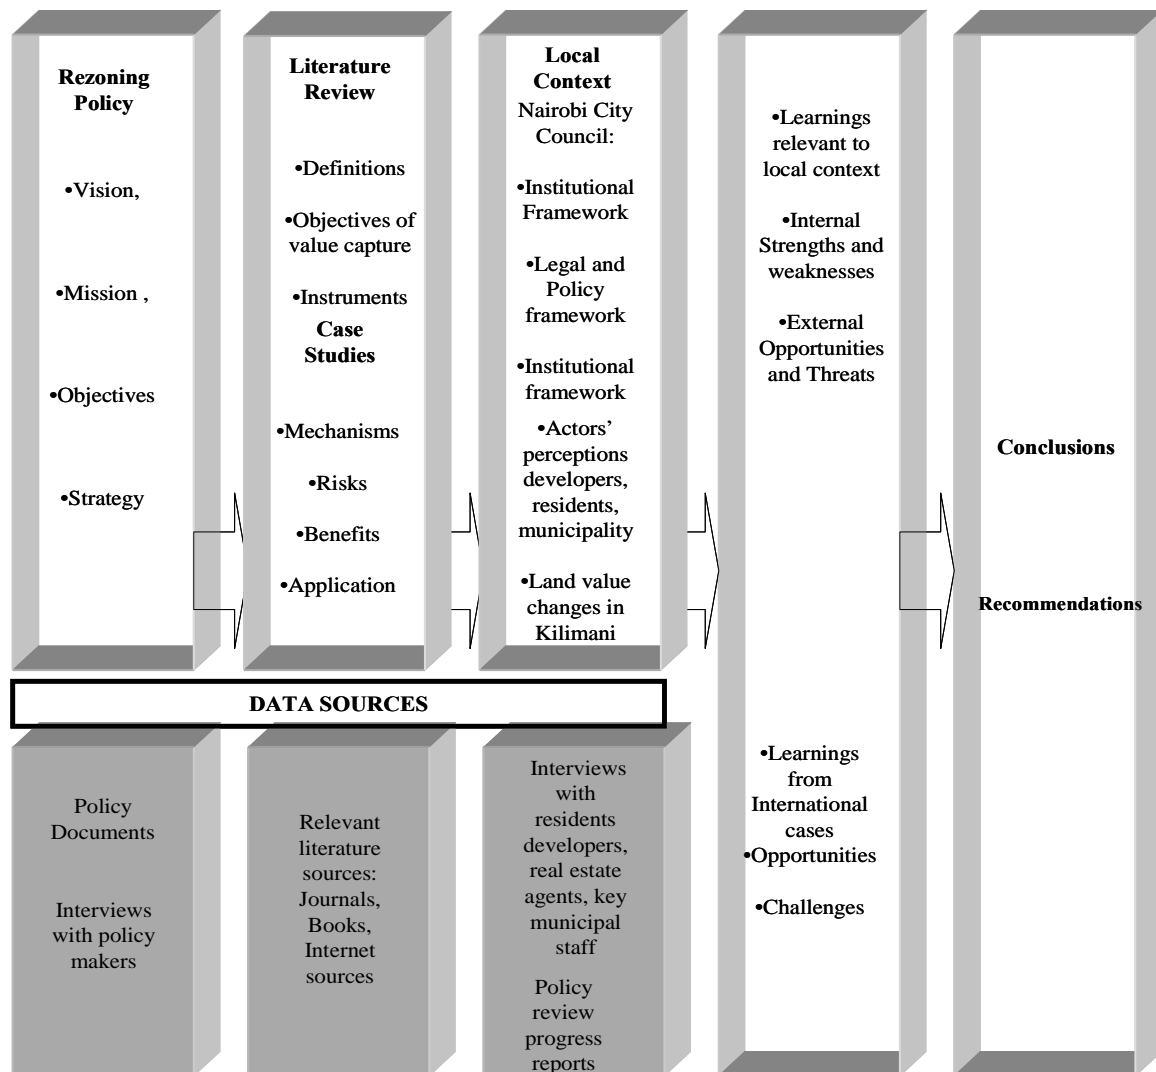 Rezoning
Policy
•Vision,
•Mission ,
•Objectives
•Strategy
Literature
Review
•Definitions
•Objectives of
value capture
•Instruments
Case
Studies
•Mechanisms
•Risks
•Benefits
•Application
Local
Context
Nairobi City
Council:
•Institutional
Framework
•Legal and
Policy
framework
•Institutional
framework
•Actors’
perceptions
developers,
residents,
municipality
•Land value
changes in
Kilimani
•Learnings
relevant to
local context
•Internal
Strengths and
weaknesses
•External
Opportunities
and Threats
•Learnings
from
International
cases
•Opportunities
•Challenges
Conclusions
Recommendations
DATA SOURCES
Policy
Documents
Interviews
with policy
makers
Relevant
literature
sources:
Journals,
Books,
Internet
sources
Interviews
with
residents
developers,
real estate
agents, key
municipal
staff
Policy
review
progress
reports